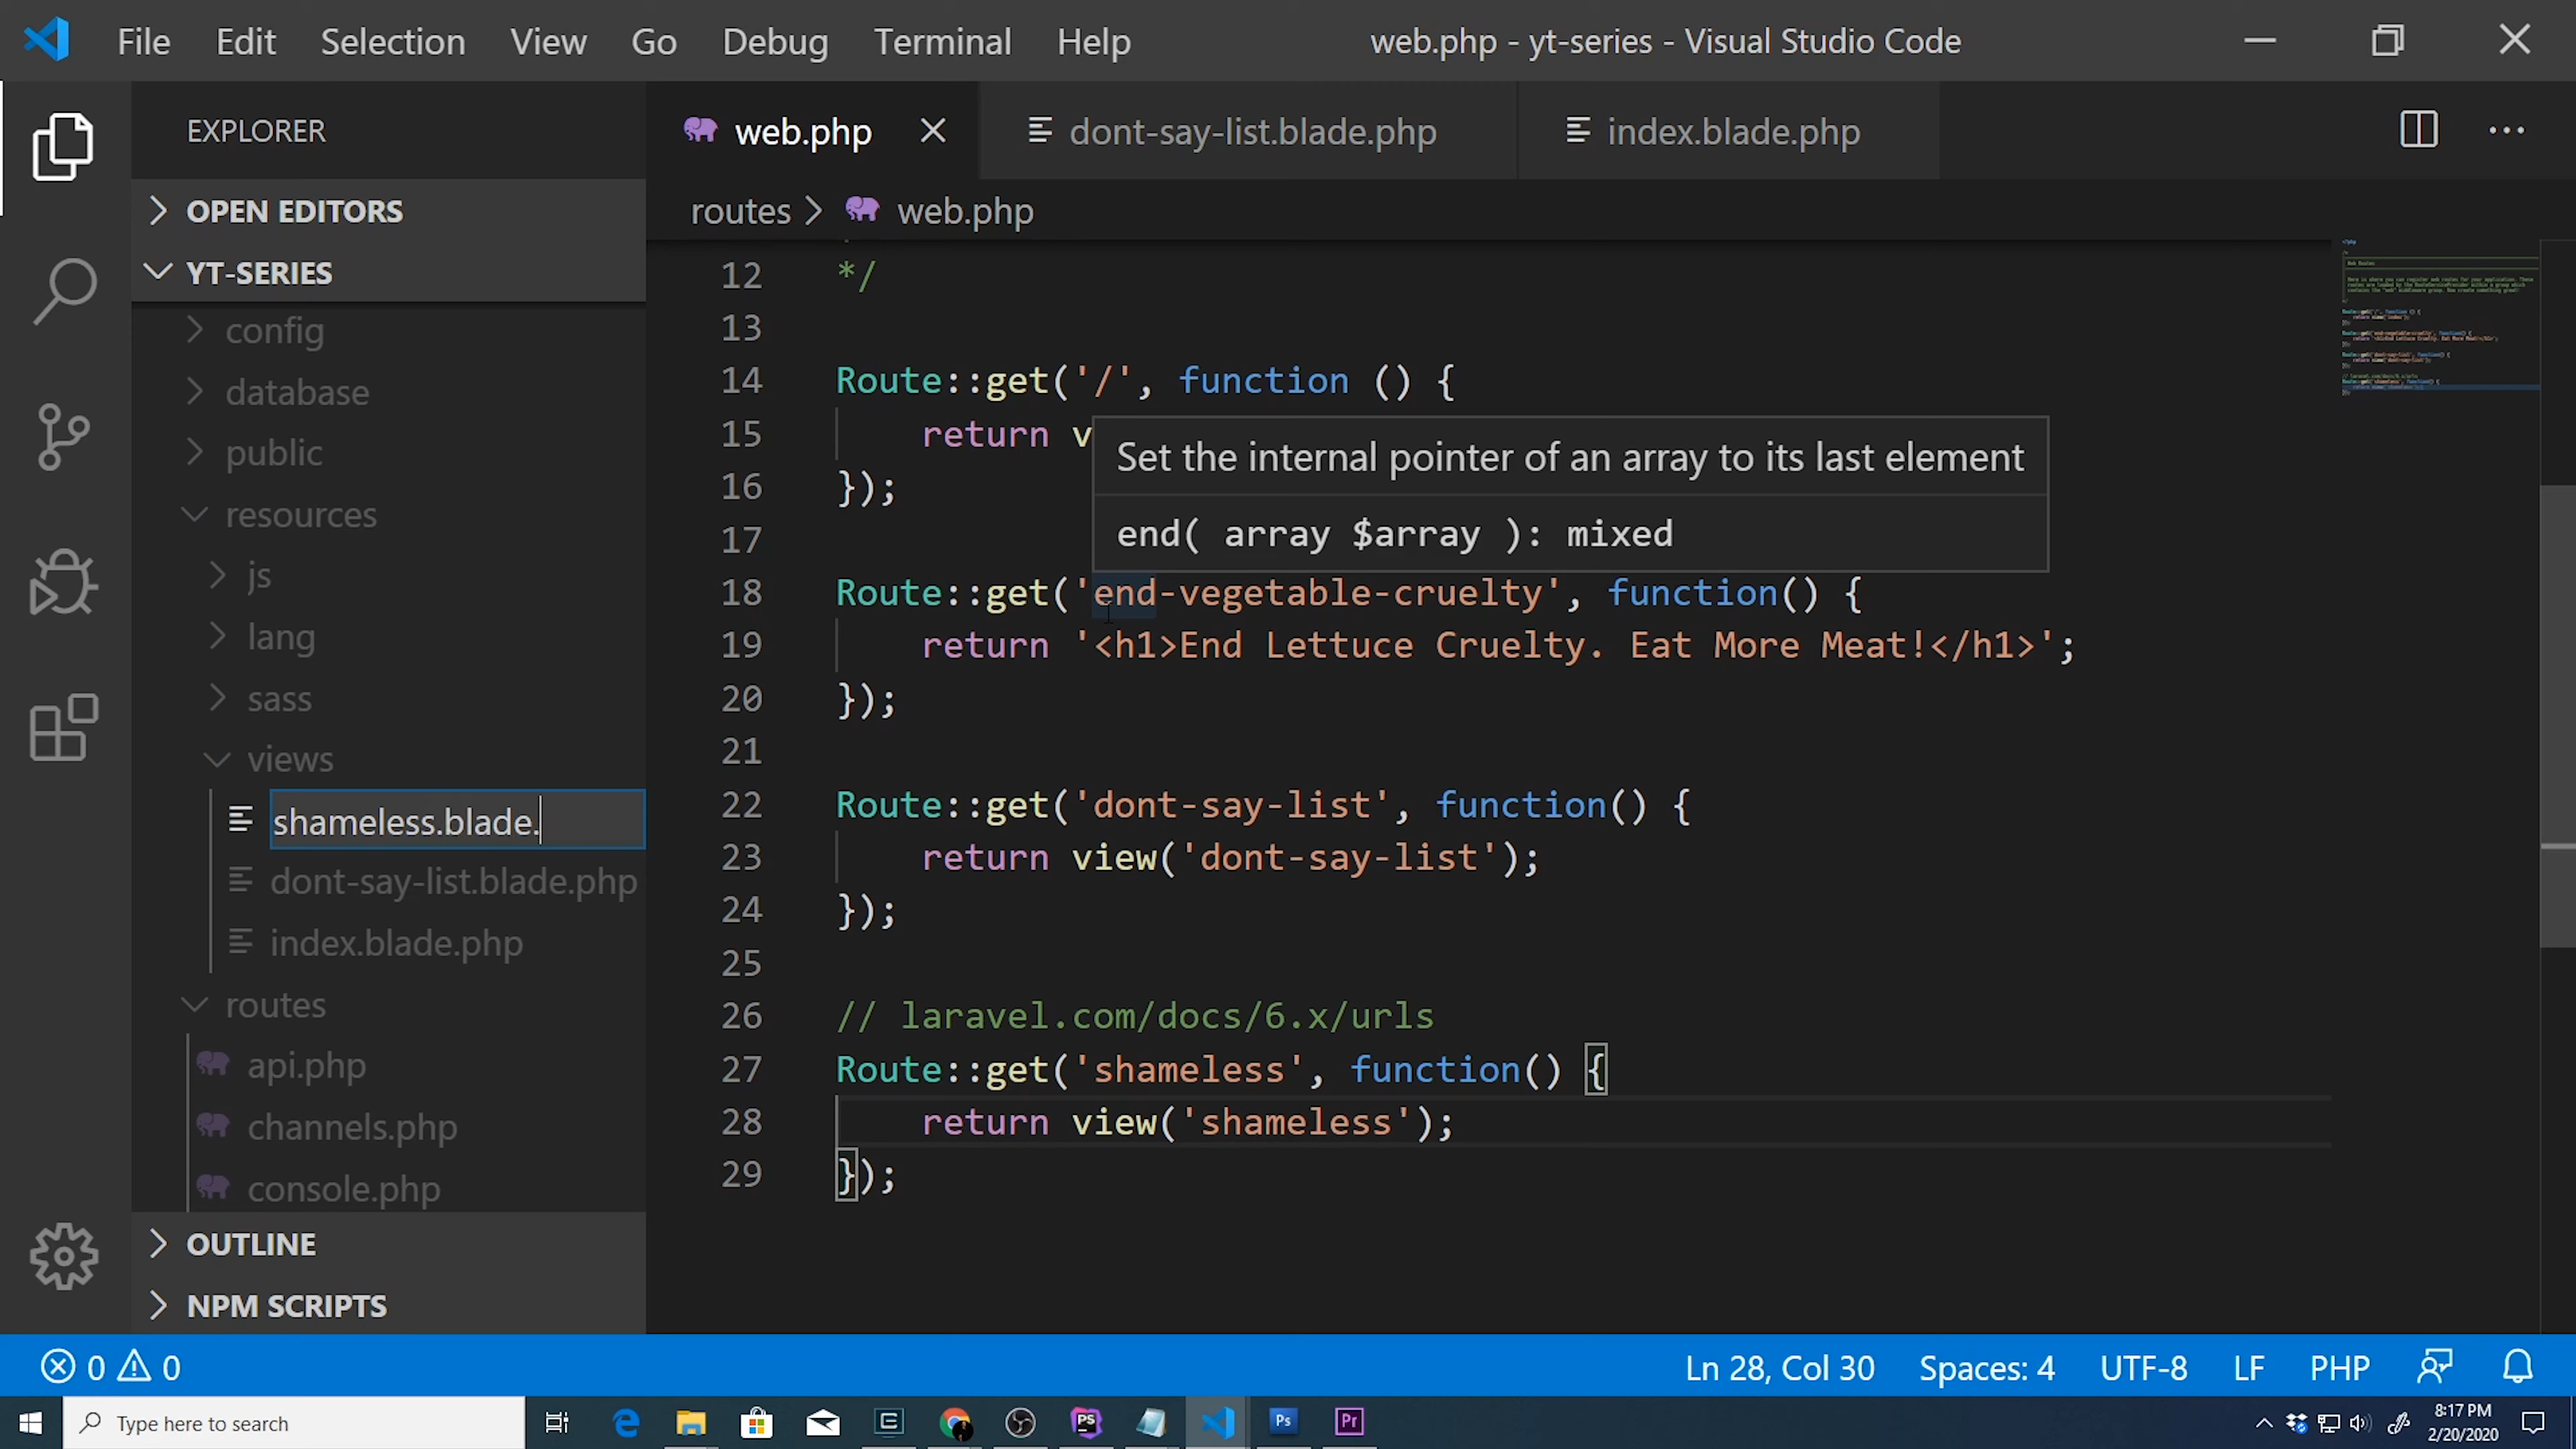 File Edit Selection View Go Debug Terminal Help
web.php - yt-series - Visual Studio Code
EXPLORER
OPEN EDITORS
YT-SERIES
config
database
public
resources
js
lang
sass
views
shameless.blade.
dont-say-list.blade.php
index.blade.php
routes
api.php
channels.php
console.php
OUTLINE
NPM SCRIPTS
web.php dont-say-list.blade.php index.blade.php
routes > web.php
12 */
13
14 Route::get('/', function () {
15 return v
16 });
17
Set the internal pointer of an array to its last element
end( array $array ): mixed
18 Route::get('end-vegetable-cruelty', function() {
19 return '<h1>End Lettuce Cruelty. Eat More Meat!</h1>';
20 });
21
22 Route::get('dont-say-list', function() {
23 return view('dont-say-list');
24 });
25
26 // laravel.com/docs/6.x/urls
27 Route::get('shameless', function() {
28 return view('shameless');
29 });
0 0
Ln 28, Col 30 Spaces: 4 UTF-8 LF PHP
Type here to search
Ps
Pr
8:17 PM
2/20/2020